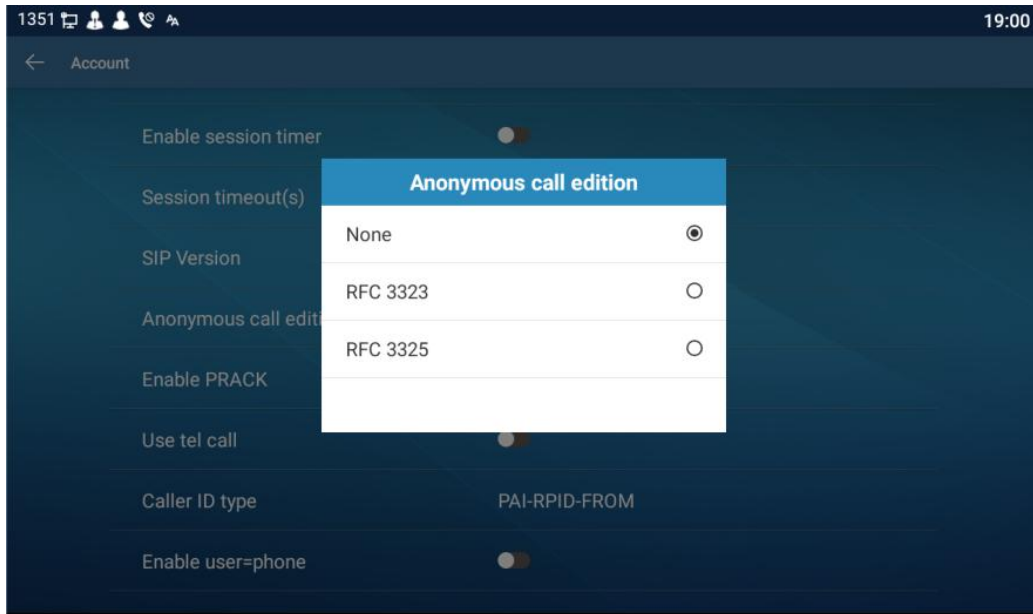 1351 19:00
Account
Enable session timer
Anonymous call edition
Session timeout(s)
None
SIP Version
RFC 3323
Anonymous call editi
RFC 3325
Enable PRACK
Use tel call
Caller ID type PAI-RPID-FROM
Enable user=phone